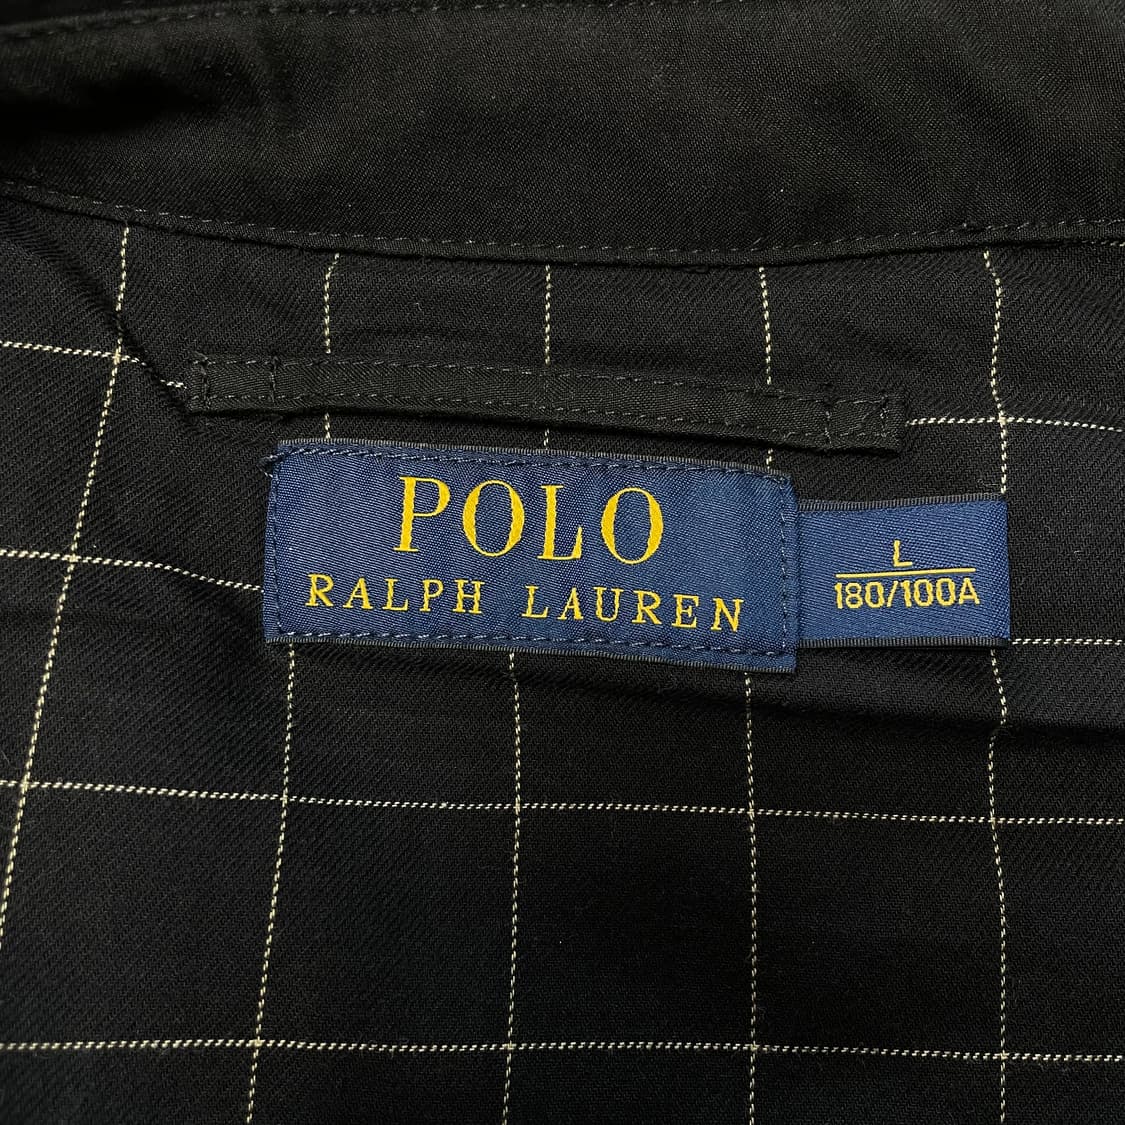 POLO
RALPH LAUREN
L
180/100A